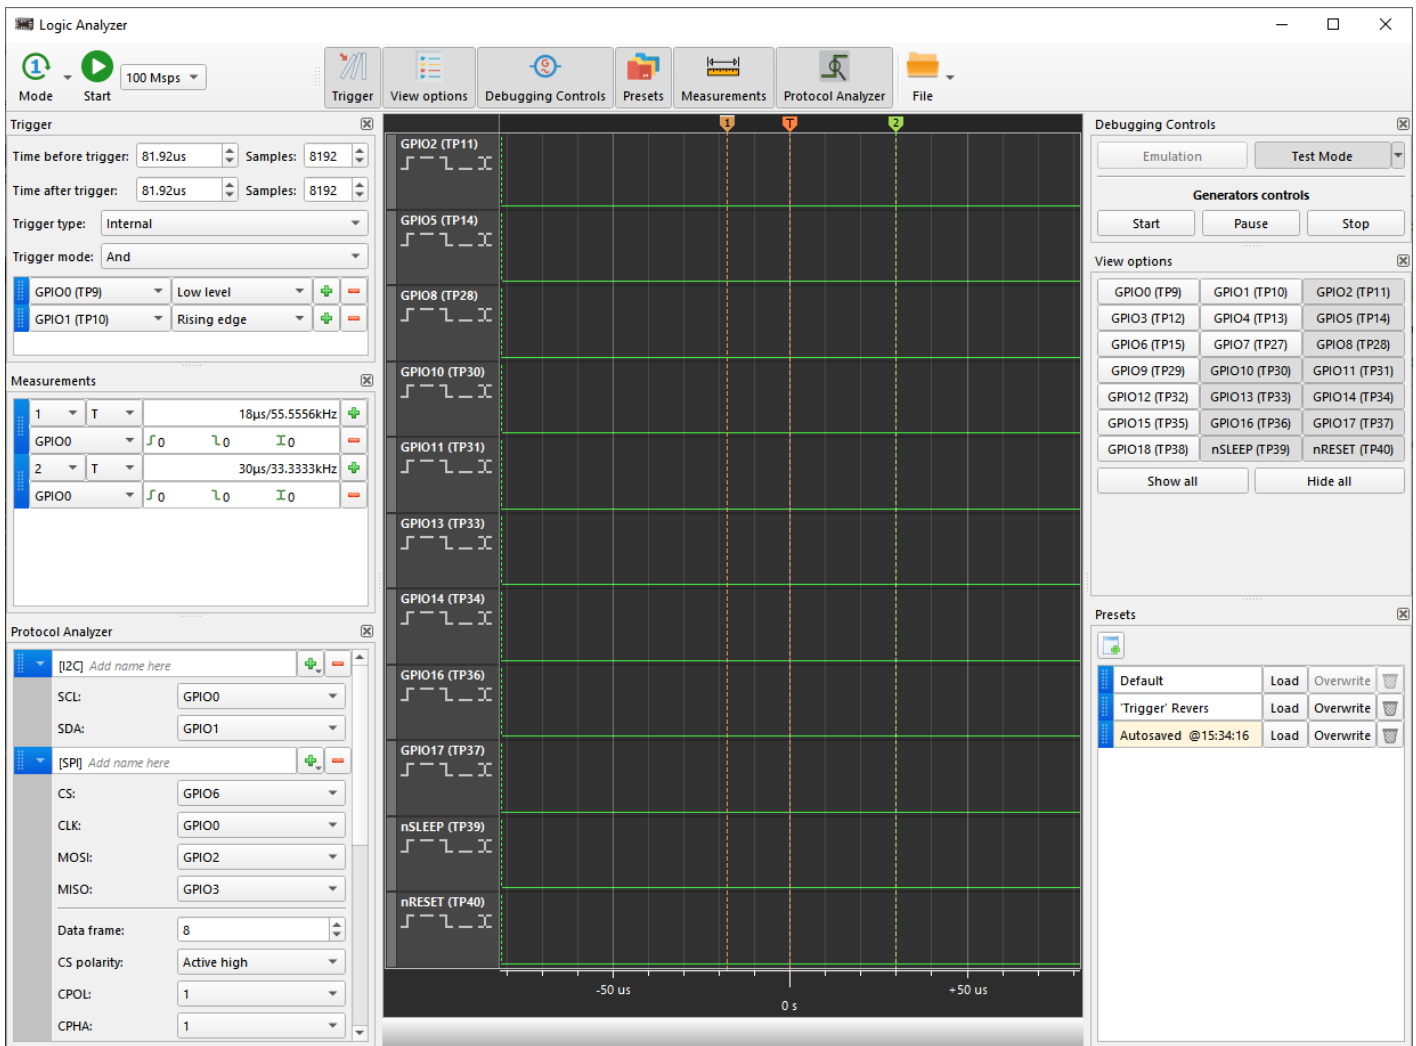 Logic Analyzer
Mode
Start
100 Msps
Trigger
View options
Debugging Controls
Presets
Measurements
Protocol Analyzer
File
Trigger
Time before trigger: 81.92us Samples: 8192
Time after trigger: 81.92us Samples: 8192
Trigger type: Internal
Trigger mode: And
GPIO0 (TP9) Low level
GPIO1 (TP10) Rising edge
Measurements
1 T 18µs/55.5556kHz
GPIO0 0 0 0
2 T 30µs/33.3333kHz
GPIO0 0 0 0
Protocol Analyzer
[I2C] Add name here
SCL: GPIO0
SDA: GPIO1
[SPI] Add name here
CS: GPIO6
CLK: GPIO0
MOSI: GPIO2
MISO: GPIO3
Data frame: 8
CS polarity: Active high
CPOL: 1
CPHA: 1
1 T 2
GPIO2 (TP11)
GPIO5 (TP14)
GPIO8 (TP28)
GPIO10 (TP30)
GPIO11 (TP31)
GPIO13 (TP33)
GPIO14 (TP34)
GPIO16 (TP36)
GPIO17 (TP37)
nSLEEP (TP39)
nRESET (TP40)
-50 us +50 us
0 s
Debugging Controls
Emulation Test Mode
Generators controls
Start Pause Stop
View options
GPIO0 (TP9) GPIO1 (TP10) GPIO2 (TP11)
GPIO3 (TP12) GPIO4 (TP13) GPIO5 (TP14)
GPIO6 (TP15) GPIO7 (TP27) GPIO8 (TP28)
GPIO9 (TP29) GPIO10 (TP30) GPIO11 (TP31)
GPIO12 (TP32) GPIO13 (TP33) GPIO14 (TP34)
GPIO15 (TP35) GPIO16 (TP36) GPIO17 (TP37)
GPIO18 (TP38) nSLEEP (TP39) nRESET (TP40)
Show all Hide all
Presets
Default Load Overwrite
'Trigger' Revers Load Overwrite
Autosaved @15:34:16 Load Overwrite